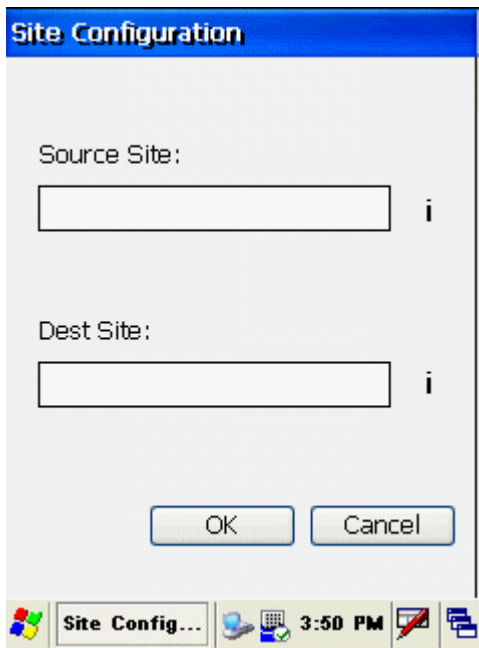 Site Configuration
Source Site:
i
Dest Site:
i
OK Cancel
Site Config... 3:50 PM